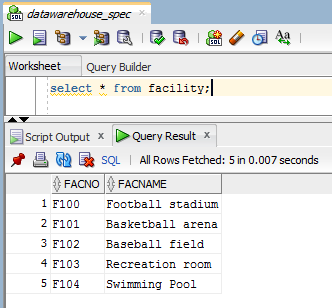 datawarehouse_spec
SQL
Aa
Worksheet Query Builder
select * from facility;
Script Output x Query Result x
SQL | All Rows Fetched: 5 in 0.007 seconds
FACNO FACNAME
1 F100 Football stadium
2 F101 Basketball arena
3 F102 Baseball field
4 F103 Recreation room
5 F104 Swimming Pool